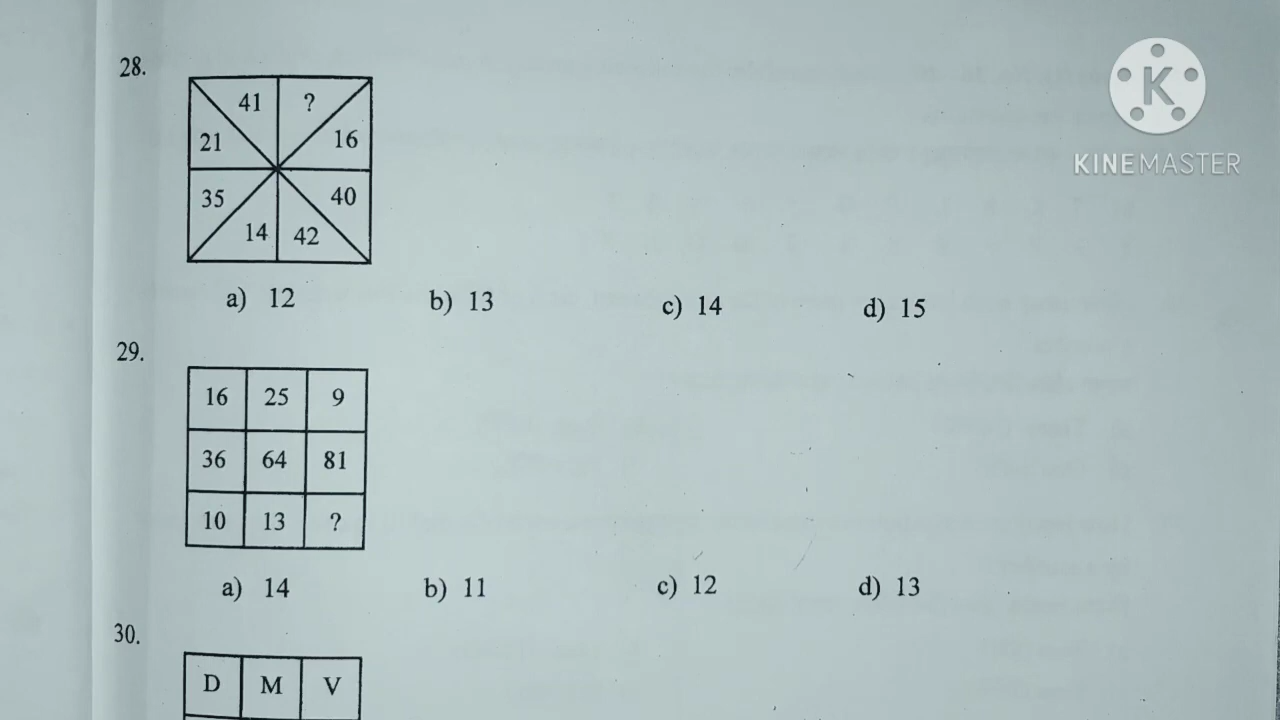 28.
41 ?
21 16
35 40
14 42
a) 12 b) 13 c) 14 d) 15
29.
16 25 9
36 64 81
10 13 ?
a) 14 b) 11 c) 12 d) 13
30.
D M V
K
KINEMASTER